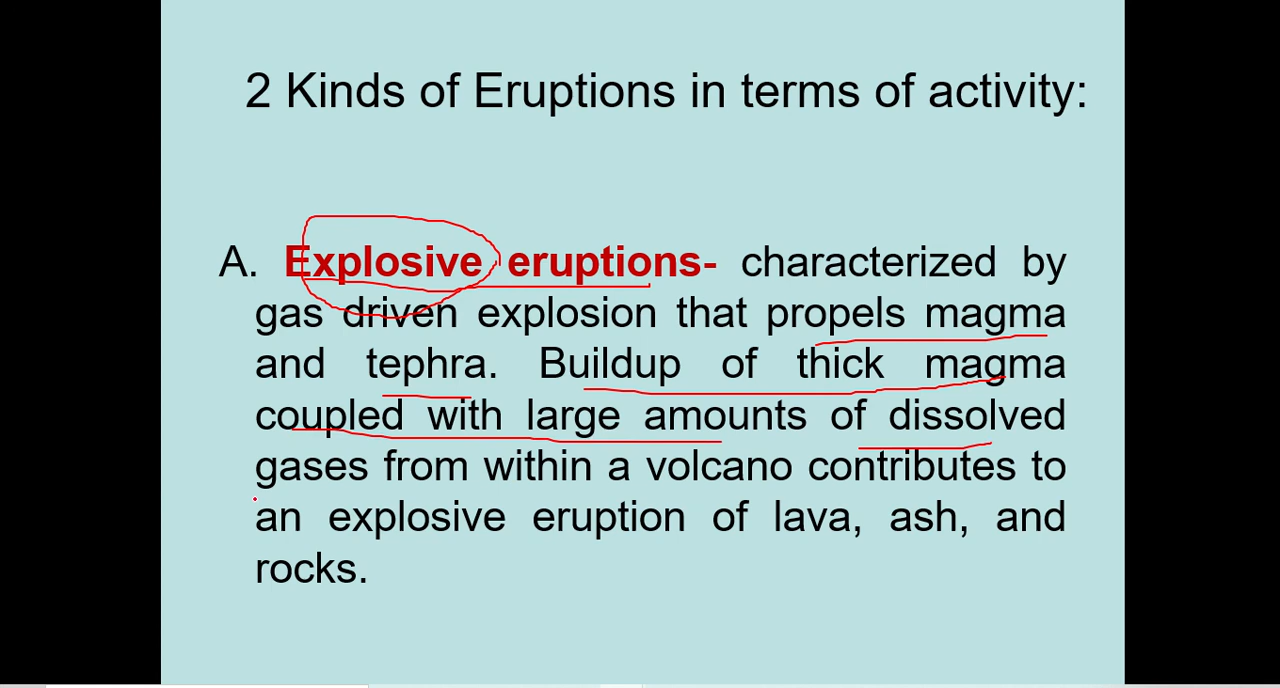 2 Kinds of Eruptions in terms of activity:
A. Explosive eruptions- characterized by
gas driven explosion that propels magma
and tephra. Buildup of thick magma
coupled with large amounts of dissolved
gases from within a volcano contributes to
an explosive eruption of lava, ash, and
rocks.